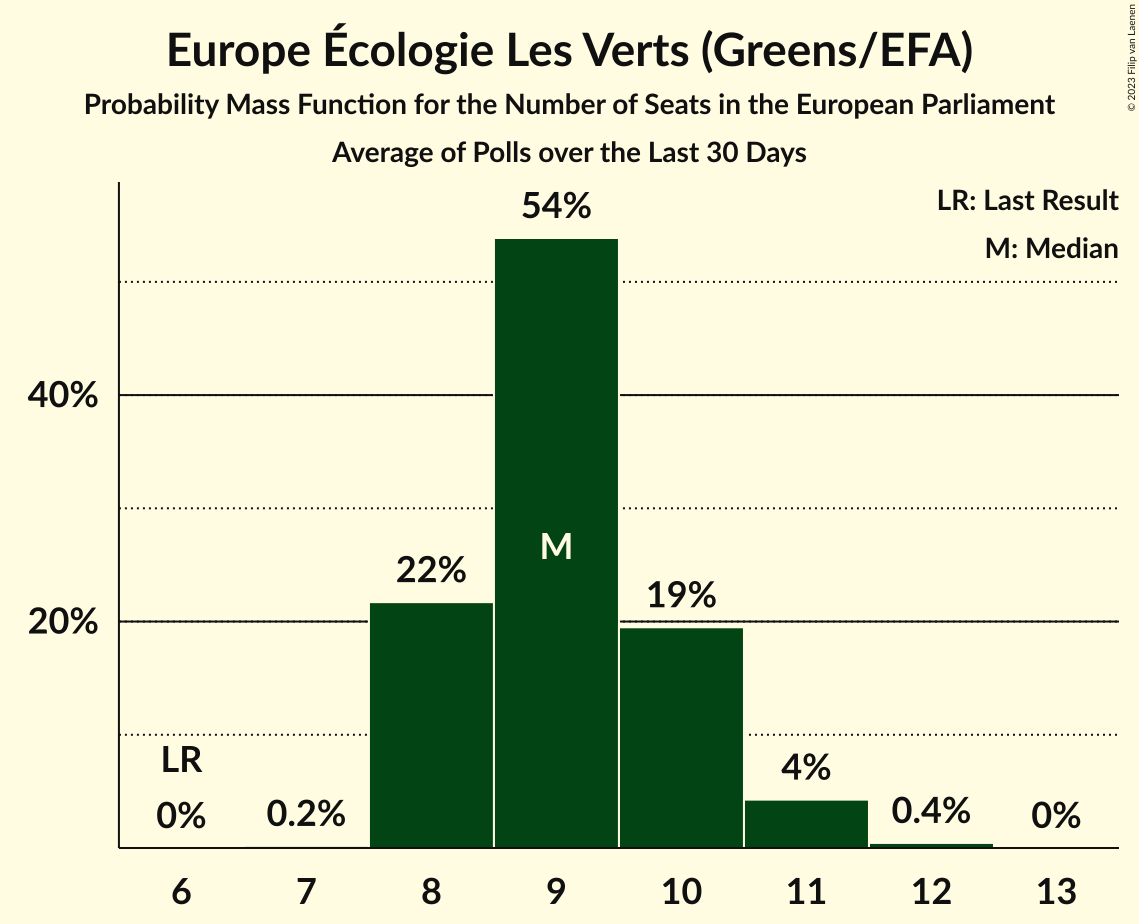 Europe Écologie Les Verts (Greens/EFA)
Probability Mass Function for the Number of Seats in the European Parliament
Average of Polls over the Last 30 Days
© 2023 Filip van Laenen
LR: Last Result
M: Median
54%
40%
M
22%
19%
20%
LR
4%
0%
0.2%
0.4%
0%
6 7 8 9 10 11 12 13